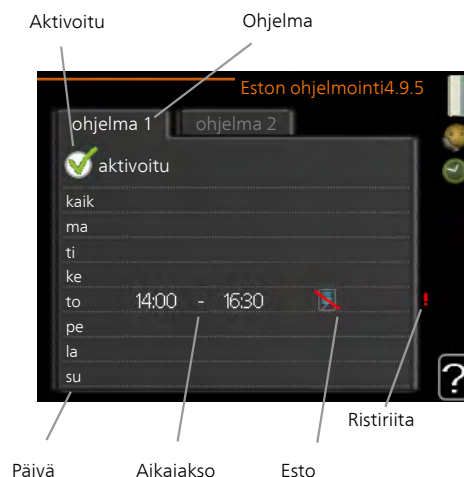 Aktivoitu Ohjelma
Eston ohjelmointi4.9.5
ohjelma 1 ohjelma 2
aktivoitu
kaik
ma
ti
ke
to 14:00 - 16:30 !
pe
la
su
?
Ristiriita
Päivä Aikajakso Esto